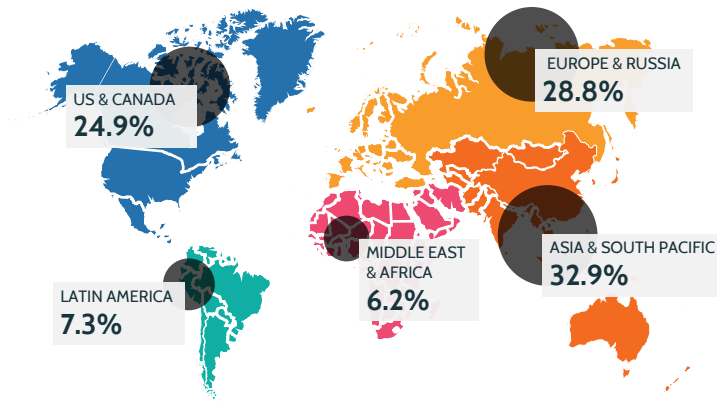 US & CANADA
24.9%
EUROPE & RUSSIA
28.8%
MIDDLE EAST
& AFRICA
6.2%
ASIA & SOUTH PACIFIC
32.9%
LATIN AMERICA
7.3%